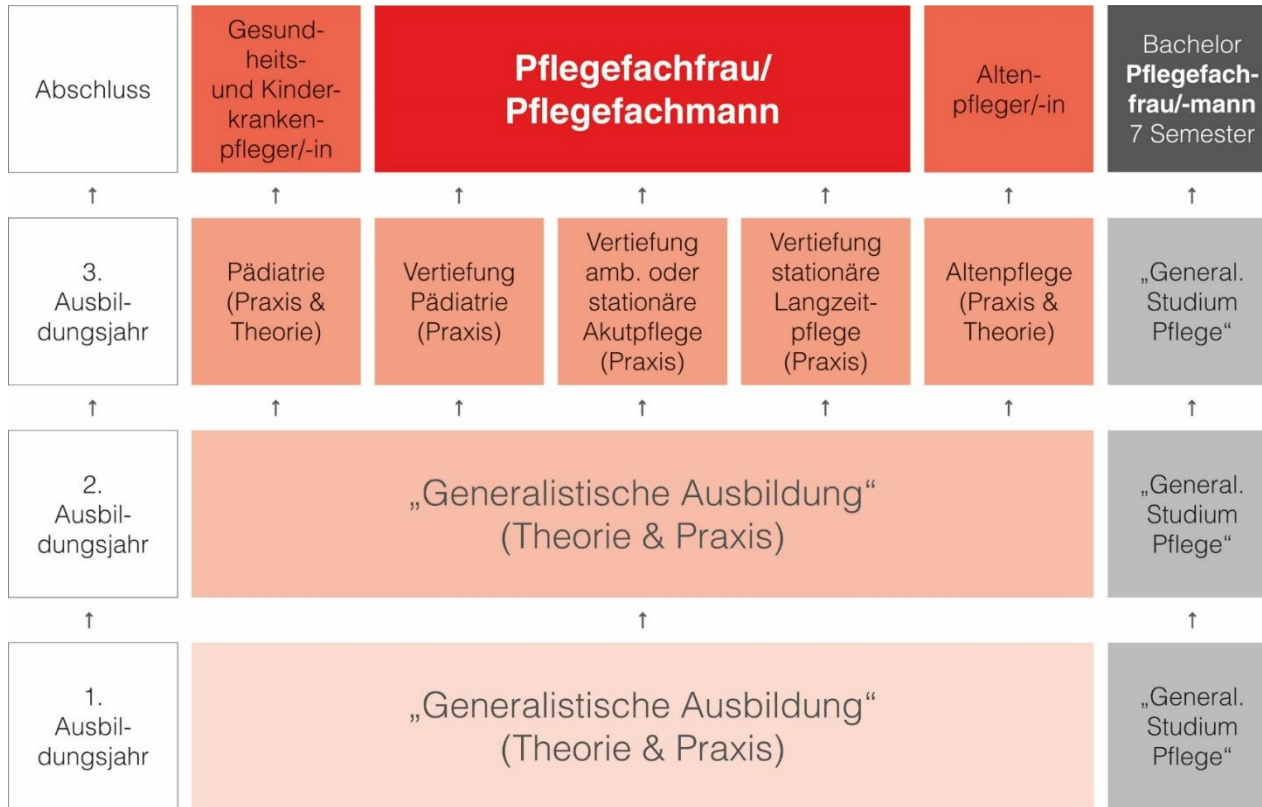 Abschluss
Gesund-
heits-
und Kinder-
kranken-
pfleger/-in
Pflegefachfrau/
Pflegefachmann
Alten-
pfleger/-in
Bachelor
Pflegefach-
frau/-mann
7 Semester
↑ ↑ ↑ ↑ ↑ ↑ ↑
3.
Ausbil-
dungsjahr
Pädiatrie
(Praxis &
Theorie)
Vertiefung
Pädiatrie
(Praxis)
Vertiefung
amb. oder
stationäre
Akutpflege
(Praxis)
Vertiefung
stationäre
Langzeit-
pflege
(Praxis)
Altenpflege
(Praxis &
Theorie)
„General.
Studium
Pflege“
↑ ↑ ↑ ↑ ↑ ↑ ↑
2.
Ausbil-
dungsjahr
„Generalistische Ausbildung“
(Theorie & Praxis)
„General.
Studium
Pflege“
↑ ↑ ↑
1.
Ausbil-
dungsjahr
„Generalistische Ausbildung“
(Theorie & Praxis)
„General.
Studium
Pflege“